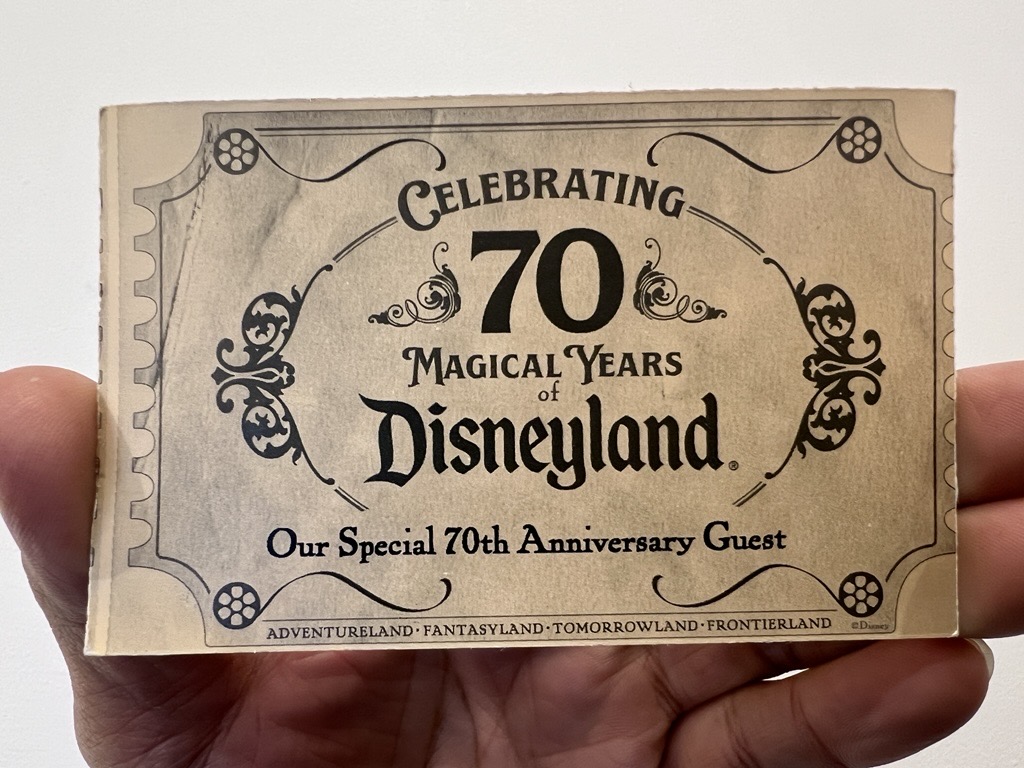 CELEBRATING
70
MAGICAL YEARS
of
Disneyland®
Our Special 70th Anniversary Guest
ADVENTURELAND · FANTASYLAND · TOMORROWLAND · FRONTIERLAND ©DISNEY